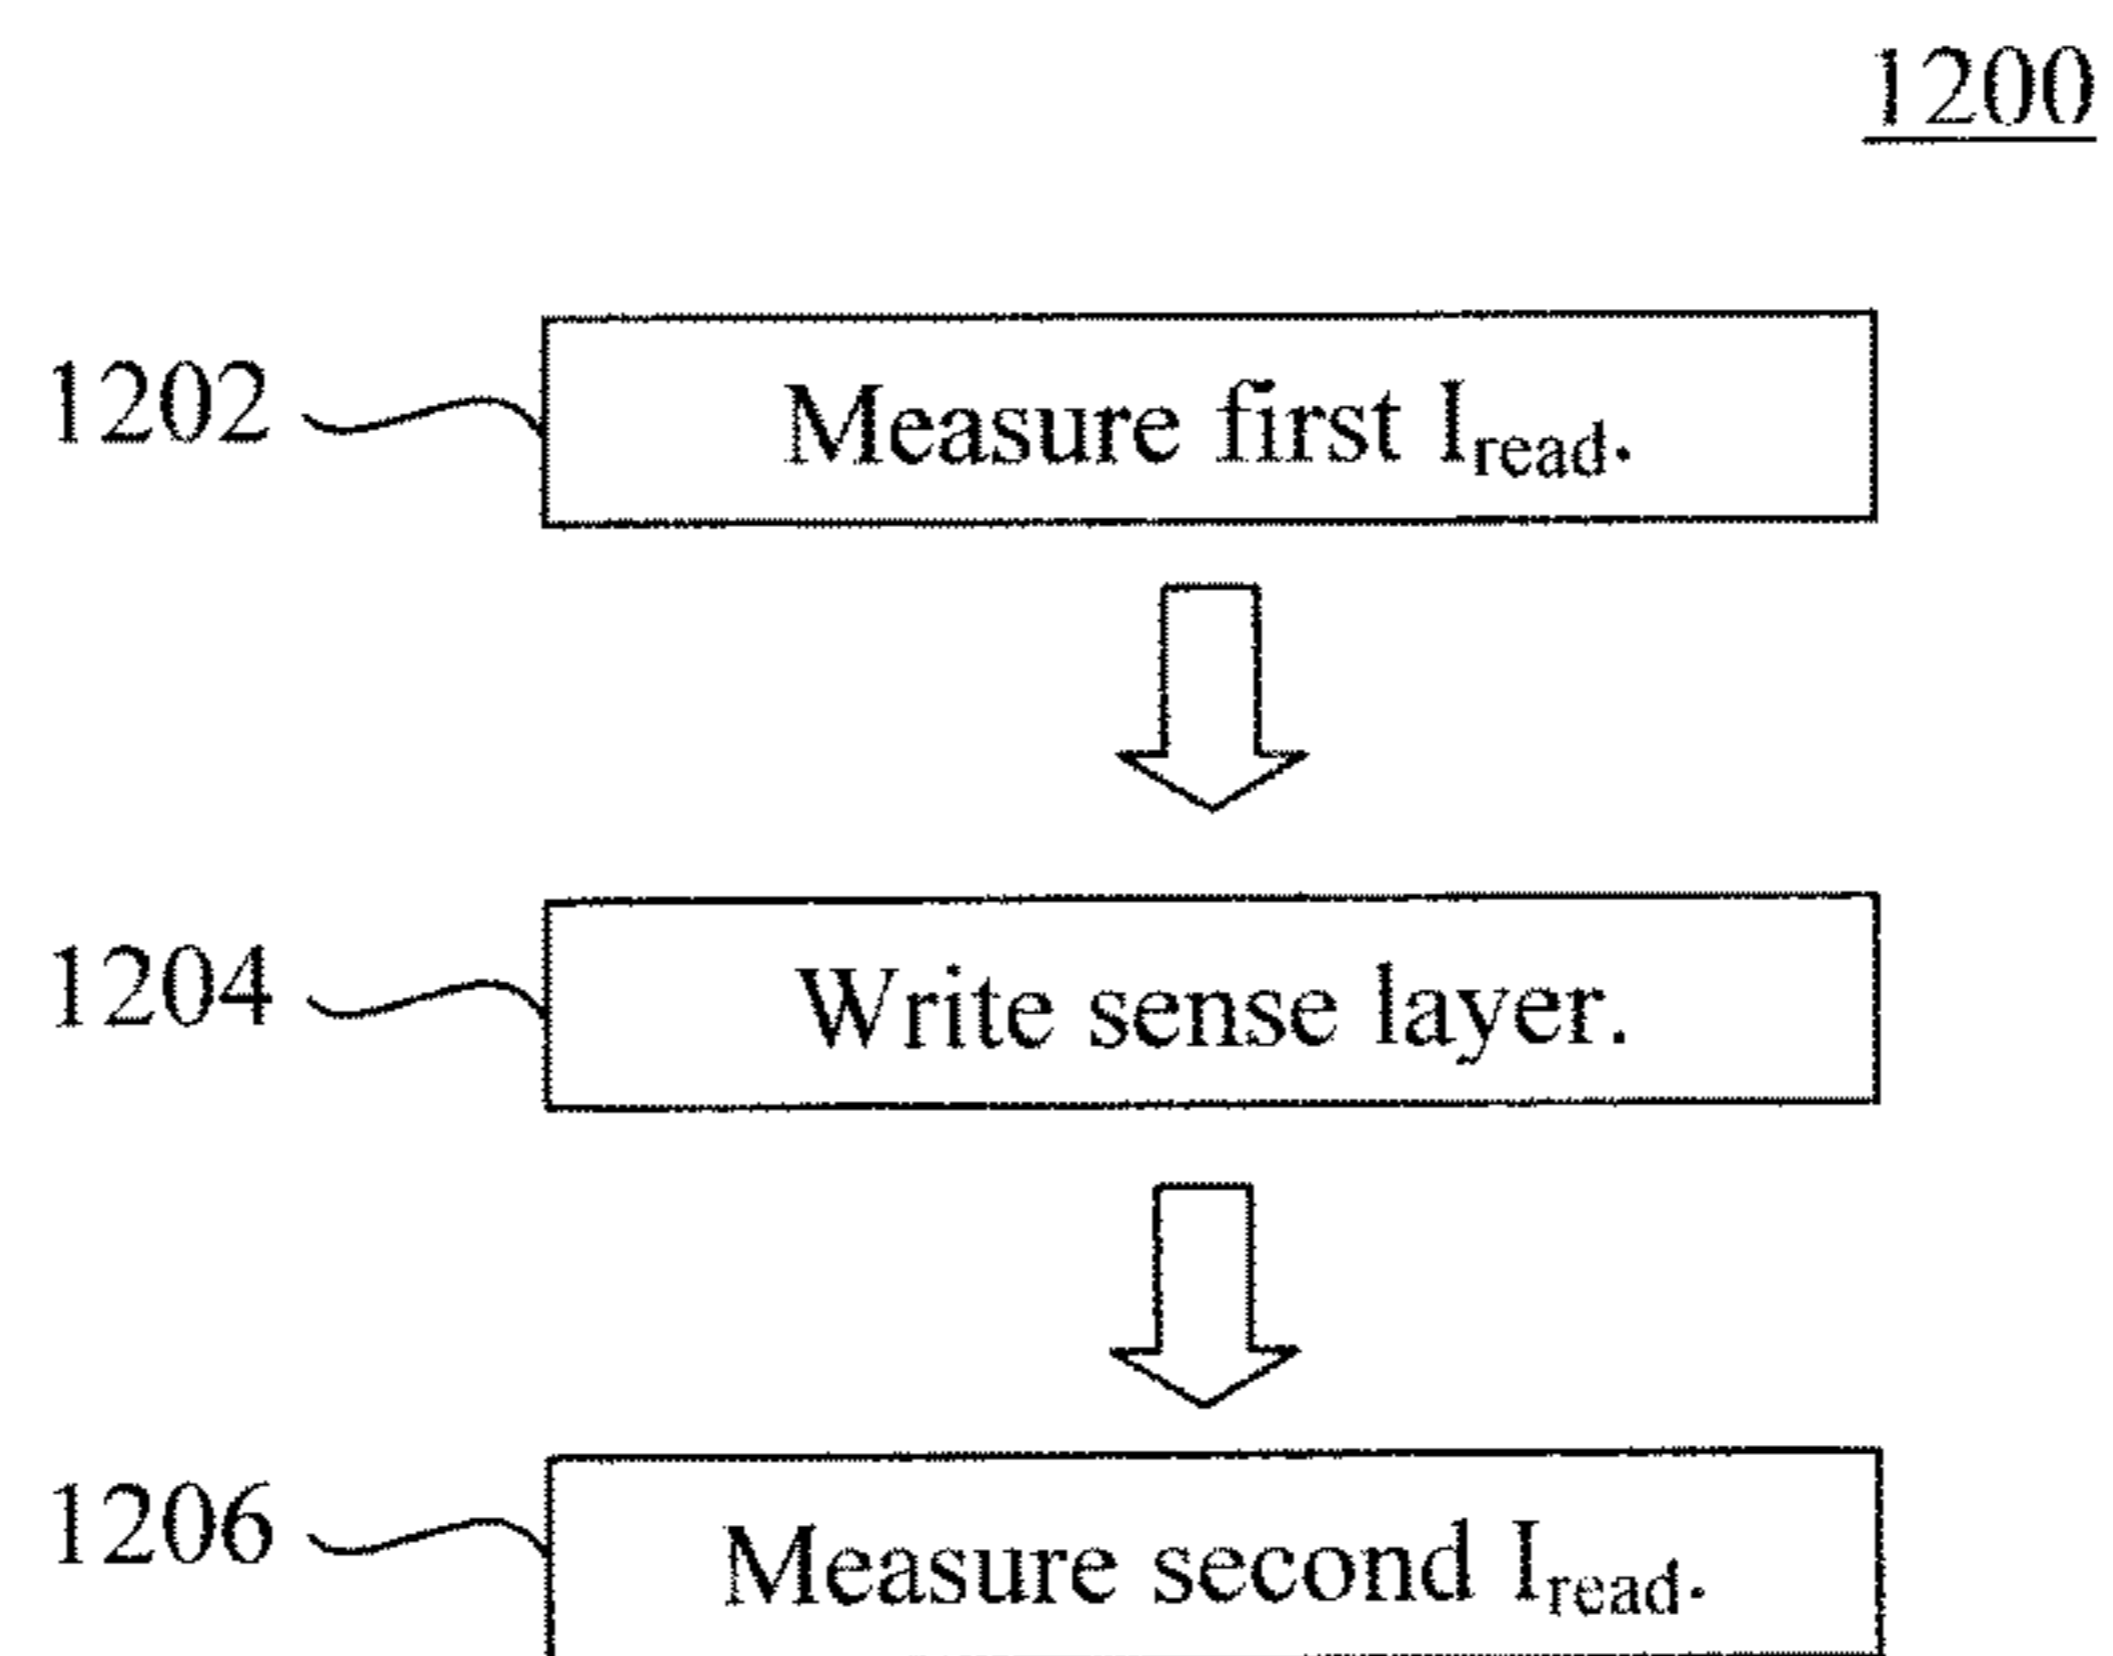 1200
1202 Measure first Iread.
1204 Write sense layer.
1206 Measure second Iread.